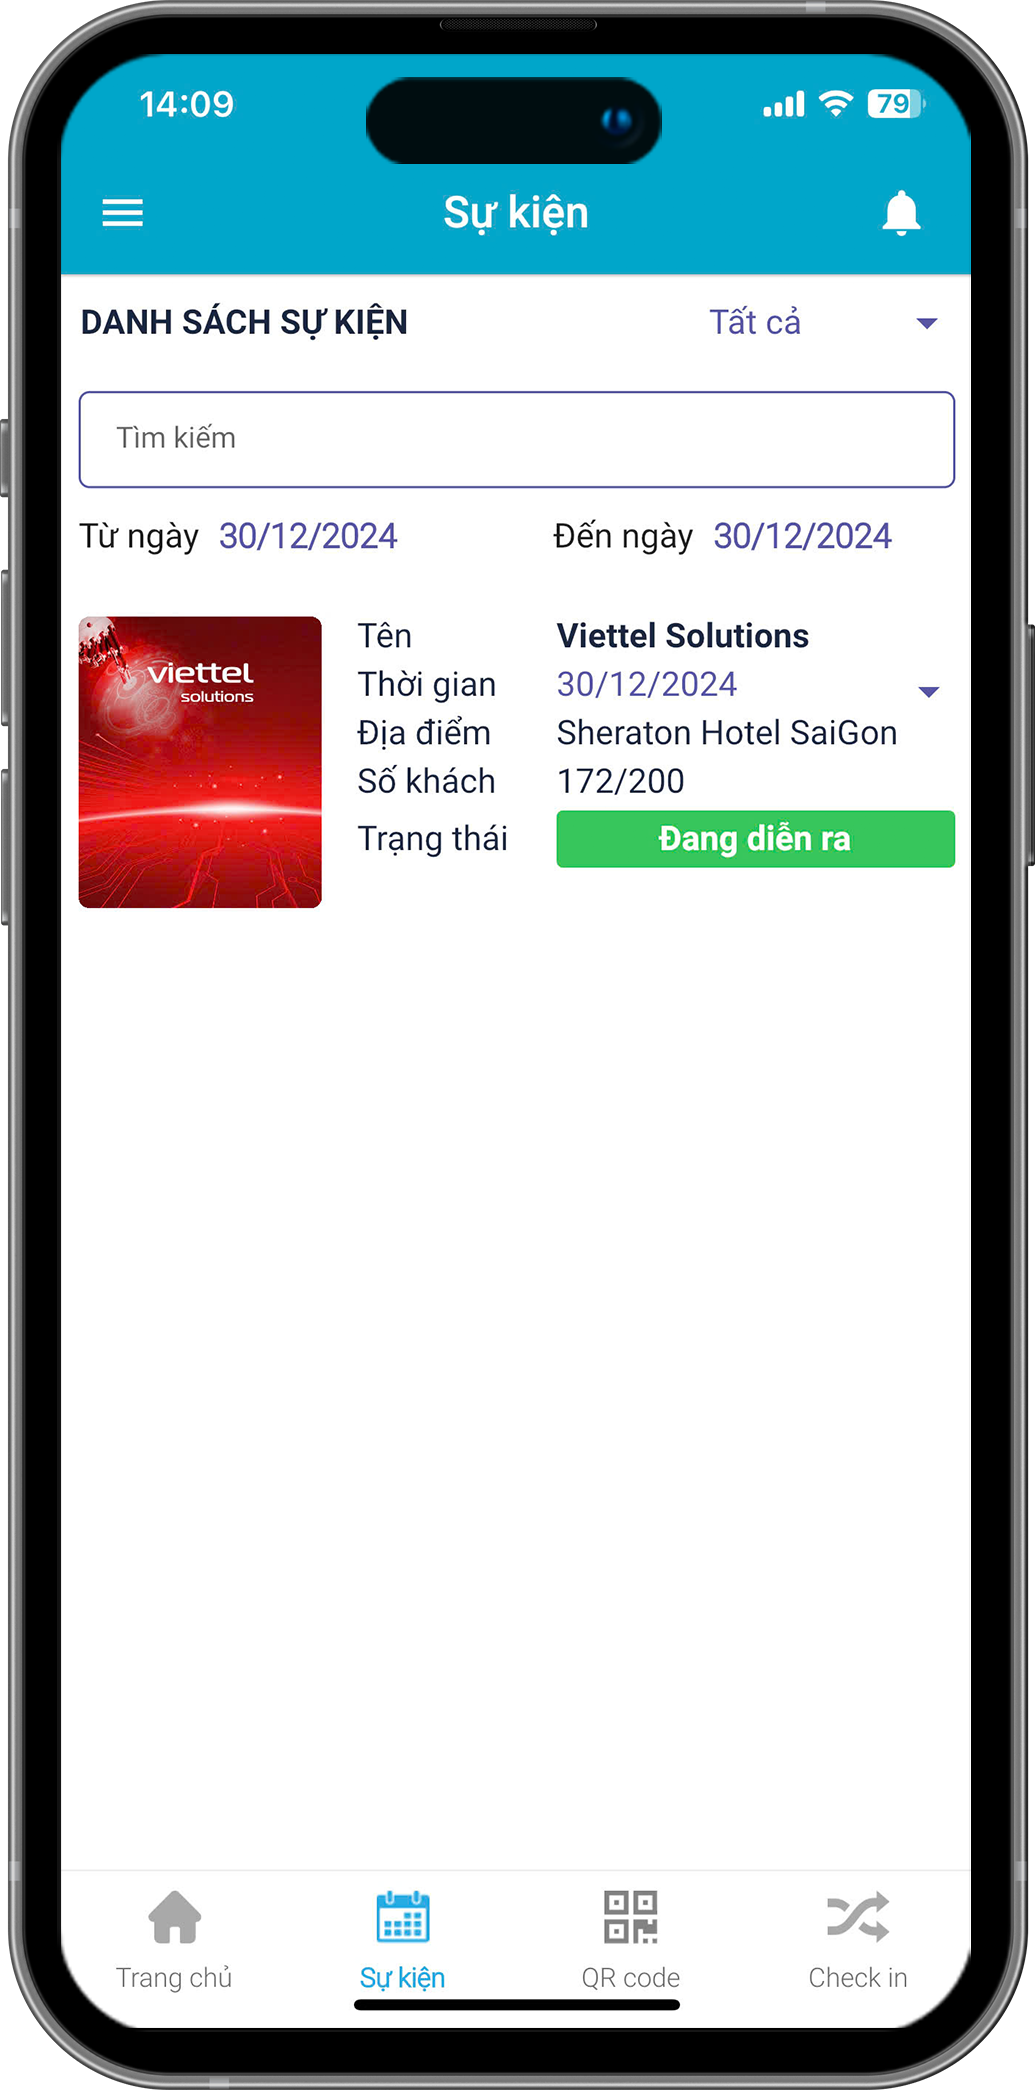 14:09
79
Sự kiện
DANH SÁCH SỰ KIỆN Tất cả
Tìm kiếm
Từ ngày 30/12/2024 Đến ngày 30/12/2024
viettel
solutions
Tên Viettel Solutions
Thời gian 30/12/2024
Địa điểm Sheraton Hotel SaiGon
Số khách 172/200
Trạng thái Đang diễn ra
Trang chủ Sự kiện QR code Check in